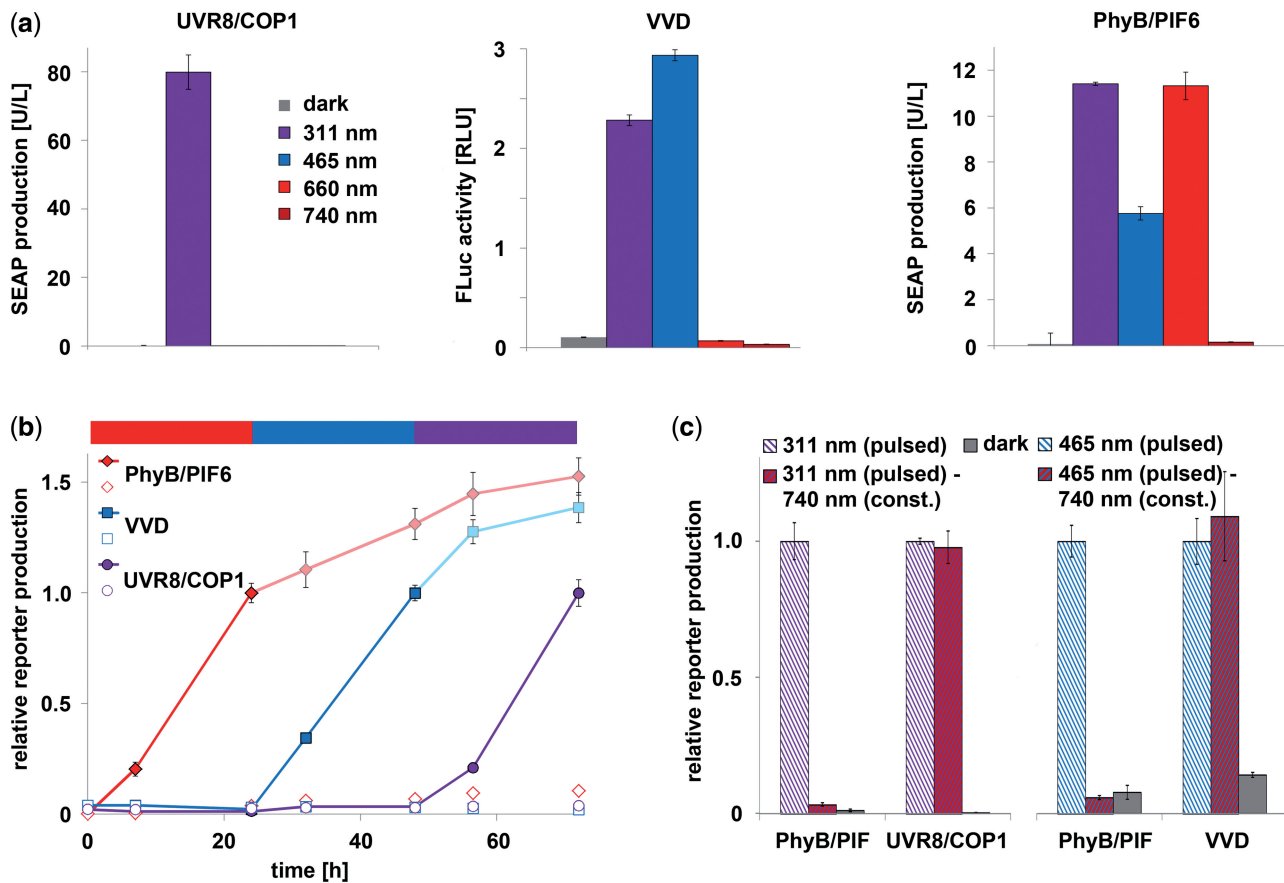 (a)
UVR8/COP1
SEAP production [U/L]
80
60
40
20
0
dark
311 nm
465 nm
660 nm
740 nm
VVD
FLuc activity [RLU]
3
2
1
0
PhyB/PIF6
SEAP production [U/L]
12
10
8
6
4
2
0
(b)
relative reporter production
1.5
1.0
0.5
0
PhyB/PIF6
VVD
UVR8/COP1
0 20 40 60
time [h]
(c)
311 nm (pulsed)
dark
465 nm (pulsed)
311 nm (pulsed) -
740 nm (const.)
465 nm (pulsed) -
740 nm (const.)
relative reporter production
1.0
0.5
0
PhyB/PIF UVR8/COP1
PhyB/PIF VVD